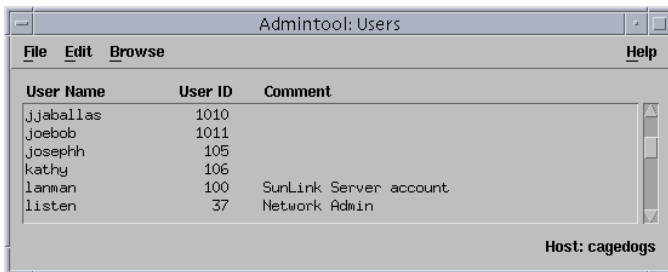 Admintool: Users
File Edit Browse Help
User Name User ID Comment
jjaballas 1010
joebob 1011
josephh 105
kathy 106
lanman 100 SunLink Server account
listen 37 Network Admin
Host: cagedogs